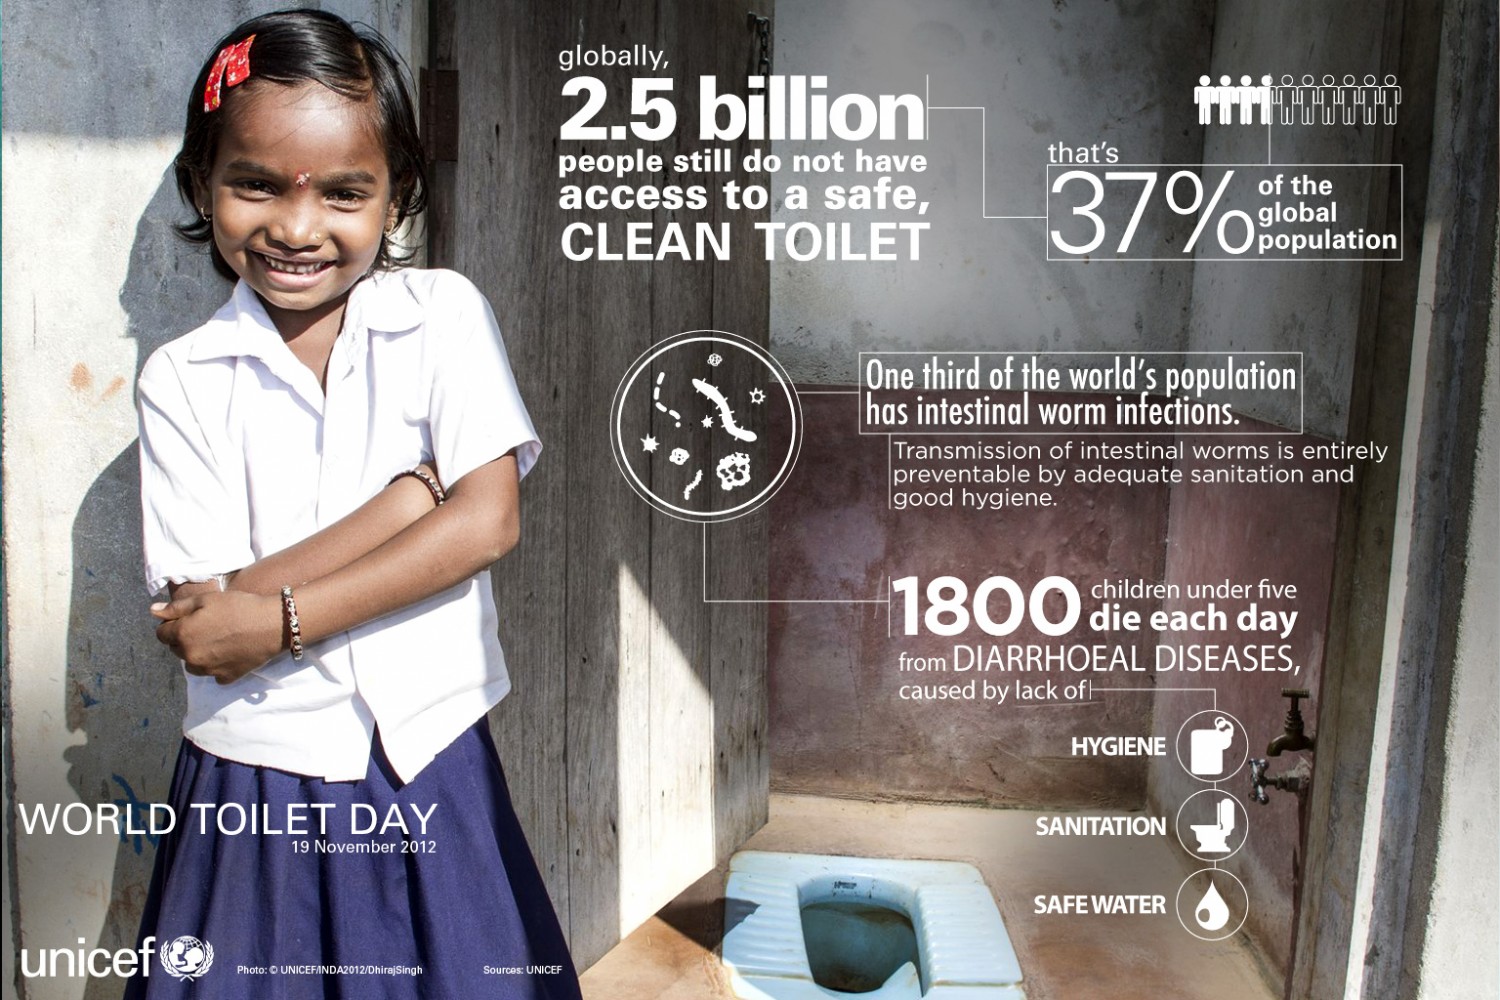 globally,
2.5 billion
people still do not have
access to a safe,
CLEAN TOILET
that's
37%
of the
global
population
One third of the world's population
has intestinal worm infections.
Transmission of intestinal worms is entirely
preventable by adequate sanitation and
good hygiene.
1800 children under five
die each day
from DIARRHOEAL DISEASES,
caused by lack of
HYGIENE
SANITATION
SAFE WATER
WORLD TOILET DAY
19 November 2012
unicef
Photo: © UNICEF/INDA2012/DhirajSingh
Sources: UNICEF